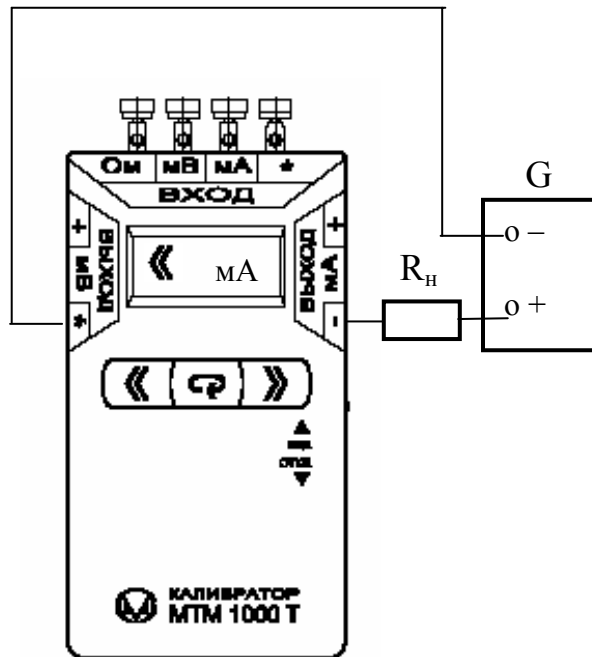 Ом мВ мА *
ВХОД
+ ВЫХОД мВ *
« мА
+ ВЫХОД мА -
G
о –
Rн
о +
« »
КАЛИБРАТОР
МТМ 1000 Т